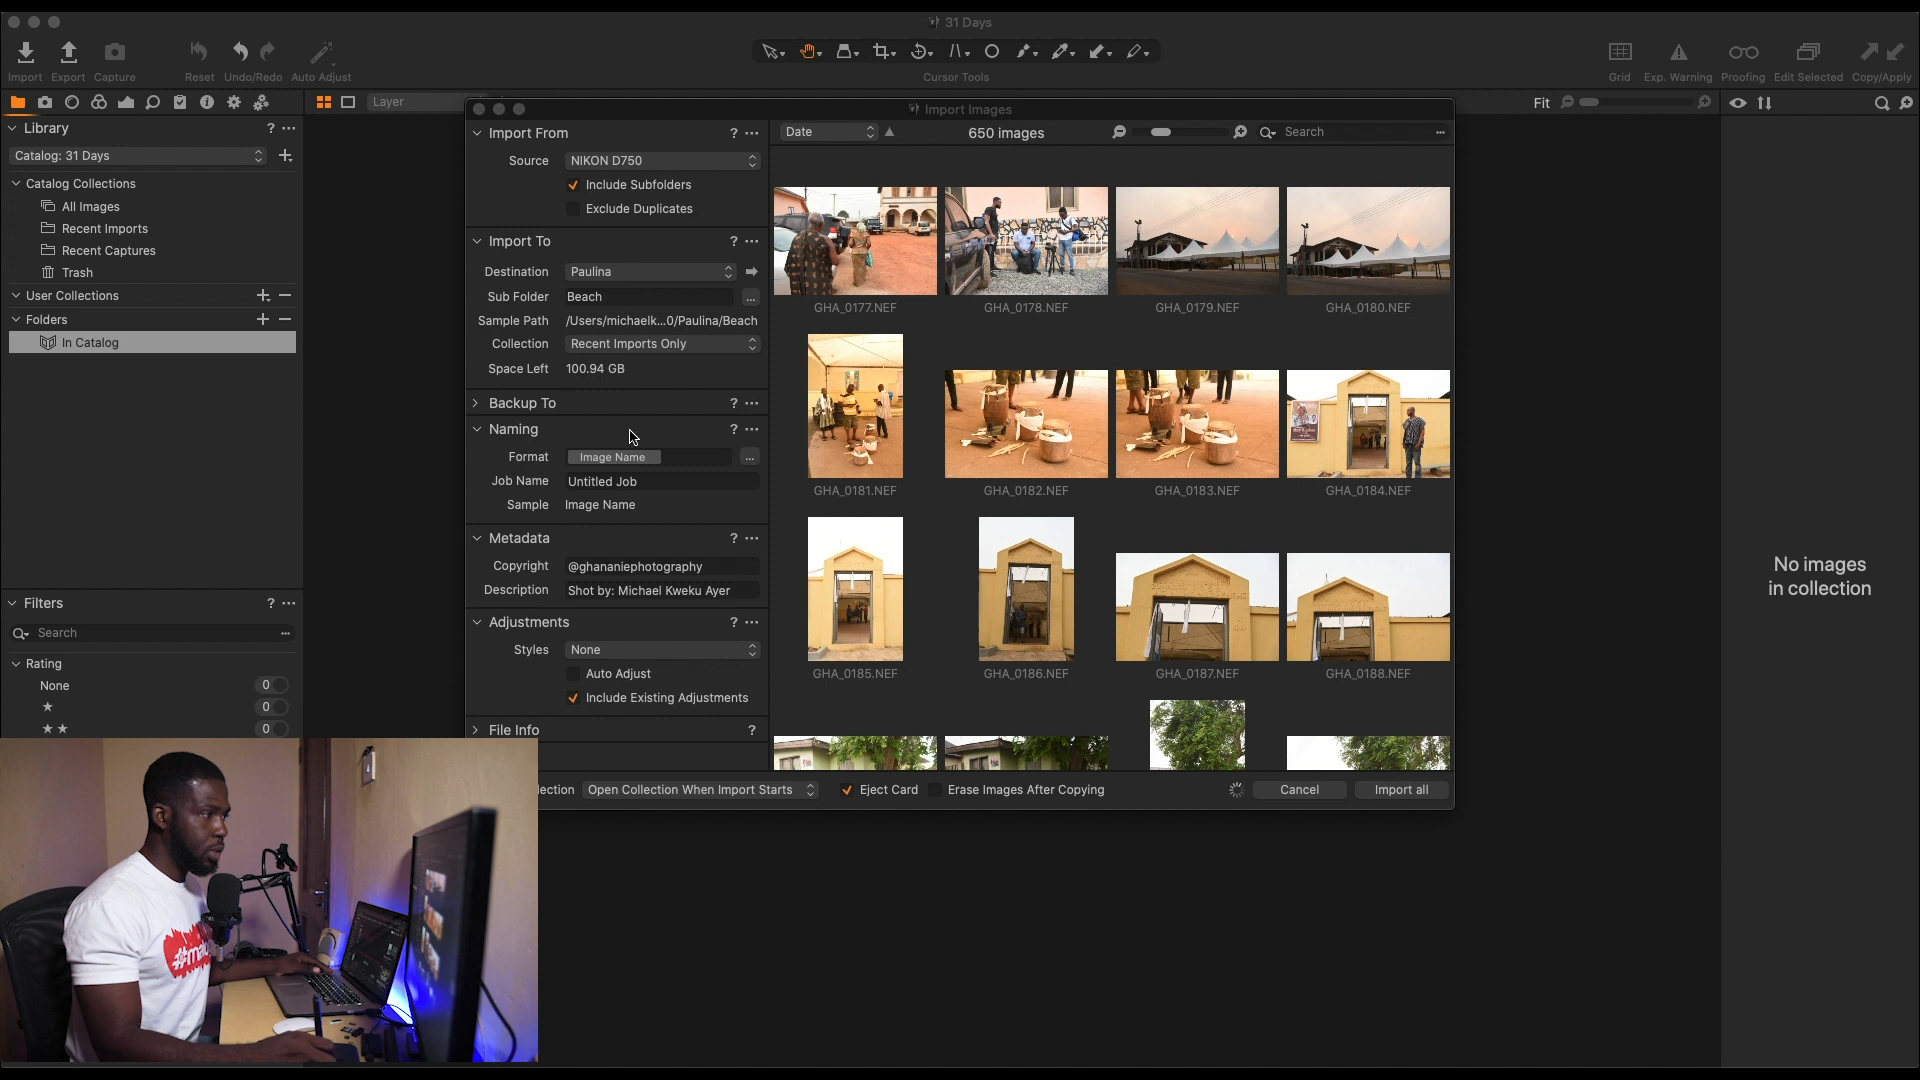 31 Days
Import
Export
Capture
Reset
Undo/Redo
Auto Adjust
Cursor Tools
Grid
Exp. Warning
Proofing
Edit Selected
Copy/Apply
Layer
Fit
Library
? ...
Catalog: 31 Days
Catalog Collections
All Images
Recent Imports
Recent Captures
Trash
User Collections
Folders
In Catalog
Filters
? ...
Search
Rating
None
0
0
0
Import Images
Import From
? ...
Source
NIKON D750
Include Subfolders
Exclude Duplicates
Import To
? ...
Destination
Paulina
Sub Folder
Beach
...
Sample Path
/Users/michaelk...0/Paulina/Beach
Collection
Recent Imports Only
Space Left
100.94 GB
Backup To
? ...
Naming
? ...
Format
Image Name
...
Job Name
Untitled Job
Sample
Image Name
Metadata
? ...
Copyright
@ghananiephotography
Description
Shot by: Michael Kweku Ayer
Adjustments
? ...
Styles
None
Auto Adjust
Include Existing Adjustments
File Info
?
Date
650 images
Search
GHA_0177.NEF
GHA_0178.NEF
GHA_0179.NEF
GHA_0180.NEF
GHA_0181.NEF
GHA_0182.NEF
GHA_0183.NEF
GHA_0184.NEF
GHA_0185.NEF
GHA_0186.NEF
GHA_0187.NEF
GHA_0188.NEF
lection
Open Collection When Import Starts
Eject Card
Erase Images After Copying
Cancel
Import all
No images
in collection